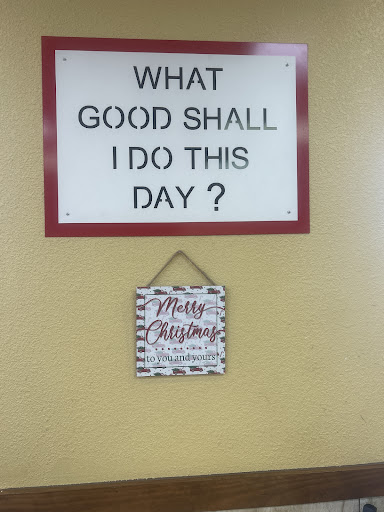 WHAT
GOOD SHALL
I DO THIS
DAY ?
Merry
Christmas
to you and yours